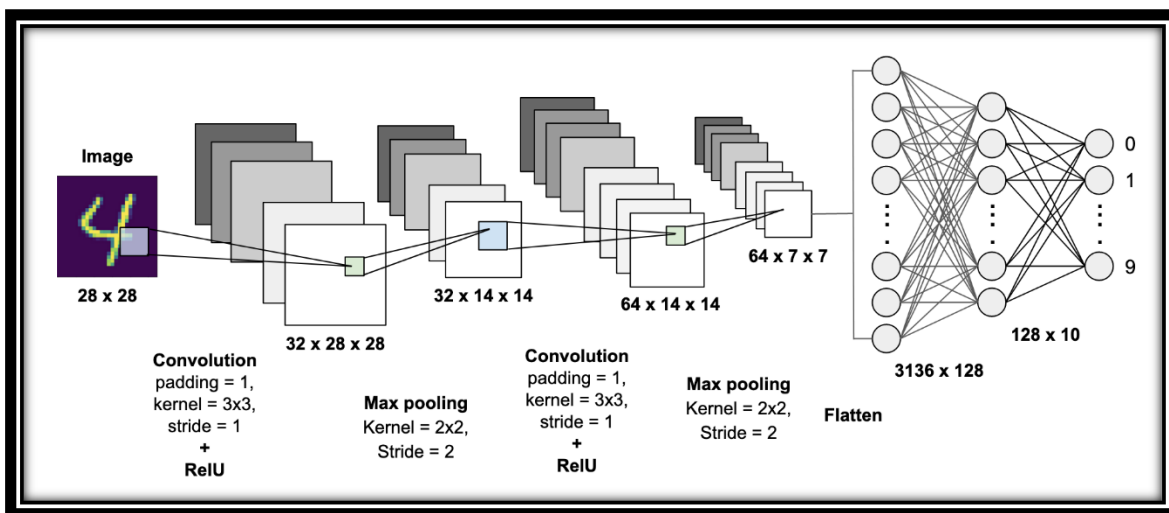 Image
28 x 28
32 x 28 x 28
32 x 14 x 14
64 x 14 x 14
64 x 7 x 7
3136 x 128
128 x 10
0
1
9
Convolution
padding = 1,
kernel = 3x3,
stride = 1
+
RelU
Max pooling
Kernel = 2x2,
Stride = 2
Convolution
padding = 1,
kernel = 3x3,
stride = 1
+
RelU
Max pooling
Kernel = 2x2,
Stride = 2
Flatten